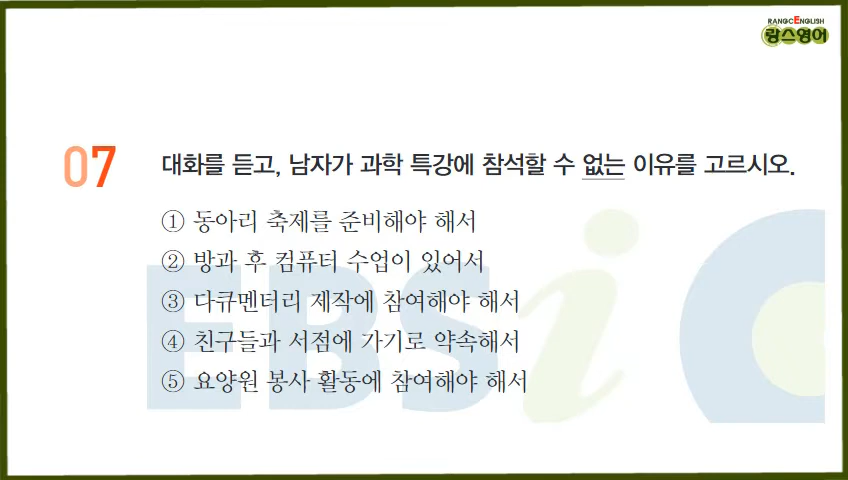 RANGCENGLISH
랑스영어
07 대화를 듣고, 남자가 과학 특강에 참석할 수 없는 이유를 고르시오.
① 동아리 축제를 준비해야 해서
② 방과 후 컴퓨터 수업이 있어서
③ 다큐멘터리 제작에 참여해야 해서
④ 친구들과 서점에 가기로 약속해서
⑤ 요양원 봉사 활동에 참여해야 해서
EBSi